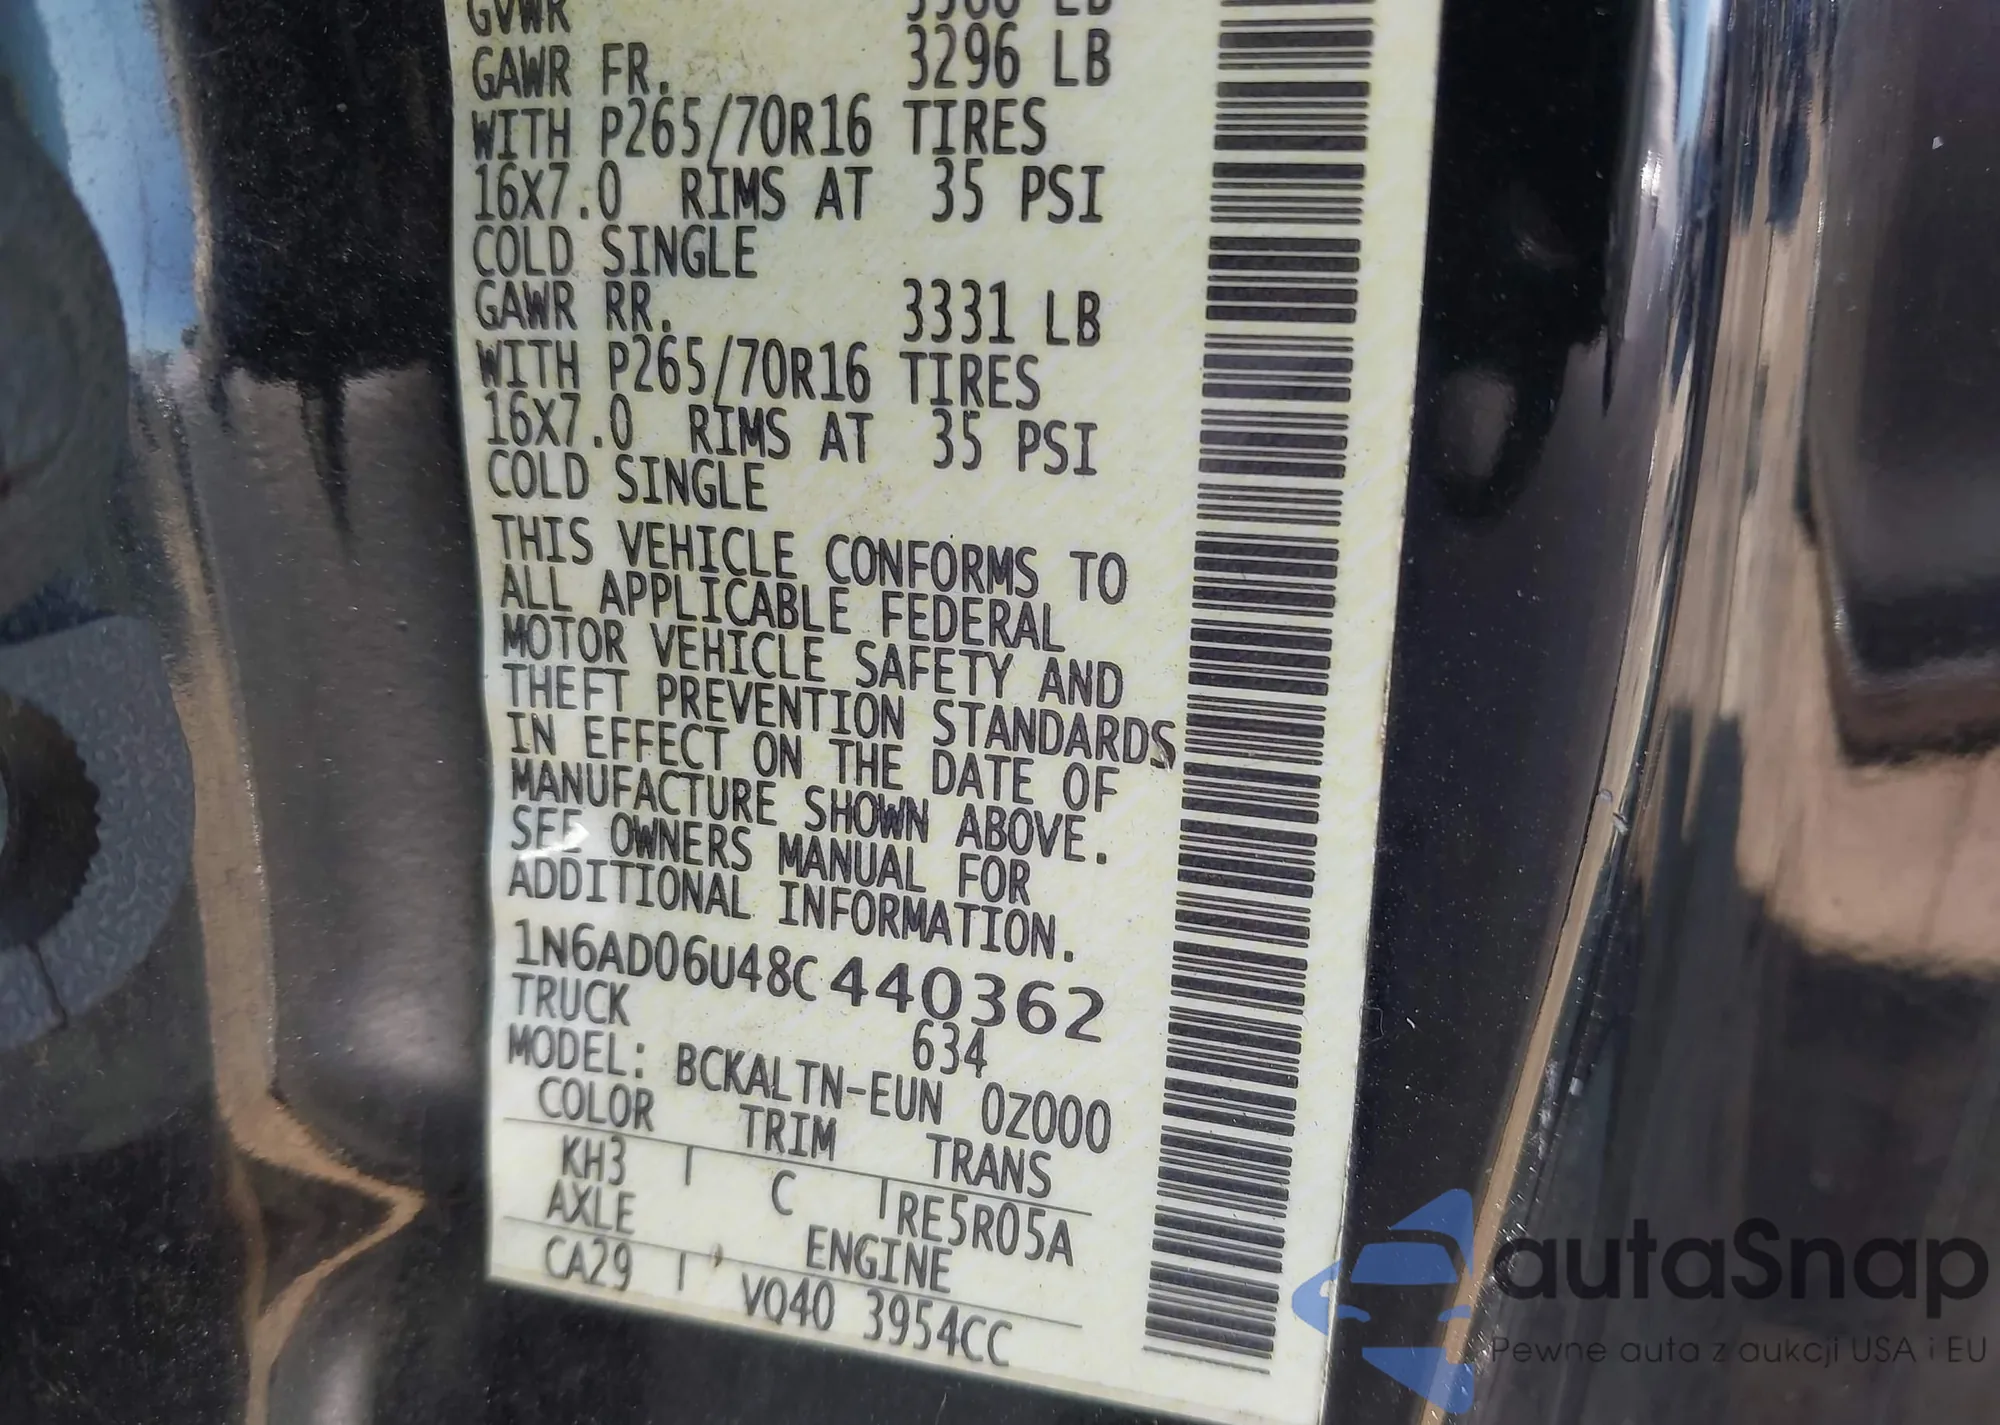 GVWR LB
GAWR FR. 3296 LB
WITH P265/70R16 TIRES
16X7.0 RIMS AT 35 PSI
COLD SINGLE
GAWR RR. 3331 LB
WITH P265/70R16 TIRES
16X7.0 RIMS AT 35 PSI
COLD SINGLE
THIS VEHICLE CONFORMS TO
ALL APPLICABLE FEDERAL
MOTOR VEHICLE SAFETY AND
THEFT PREVENTION STANDARDS
IN EFFECT ON THE DATE OF
MANUFACTURE SHOWN ABOVE.
SEE OWNERS MANUAL FOR
ADDITIONAL INFORMATION.
1N6AD06U48C440362
TRUCK 634
MODEL: BCKALTN-EUN 0Z000
COLOR TRIM TRANS
KH3 C RE5R05A
AXLE ENGINE
CA29 VQ40 3954CC
autaSnap
Pewne auta z aukcji USA i EU